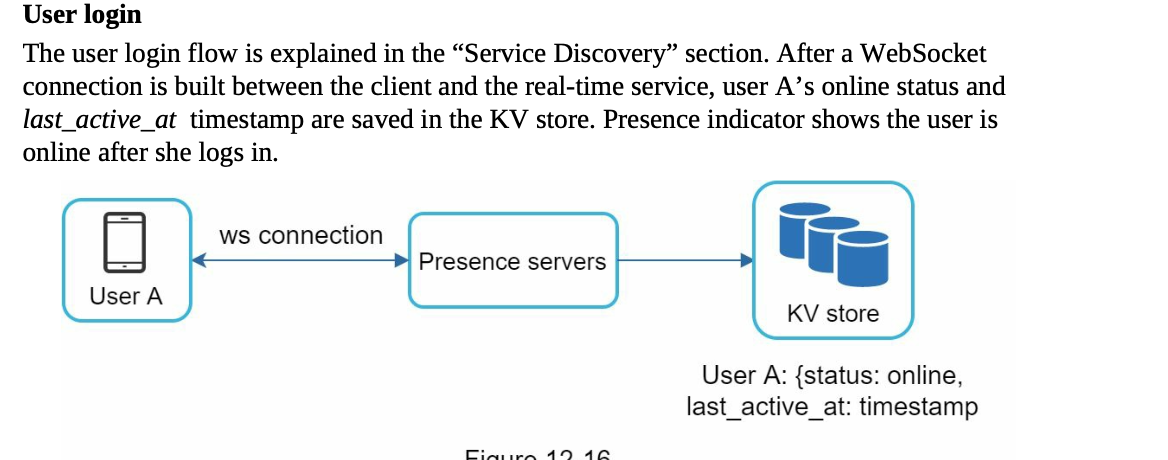 User login
The user login flow is explained in the “Service Discovery” section. After a WebSocket
connection is built between the client and the real-time service, user A’s online status and
last_active_at timestamp are saved in the KV store. Presence indicator shows the user is
online after she logs in.
ws connection
Presence servers
User A
KV store
User A: {status: online,
last_active_at: timestamp
Figure 12-16